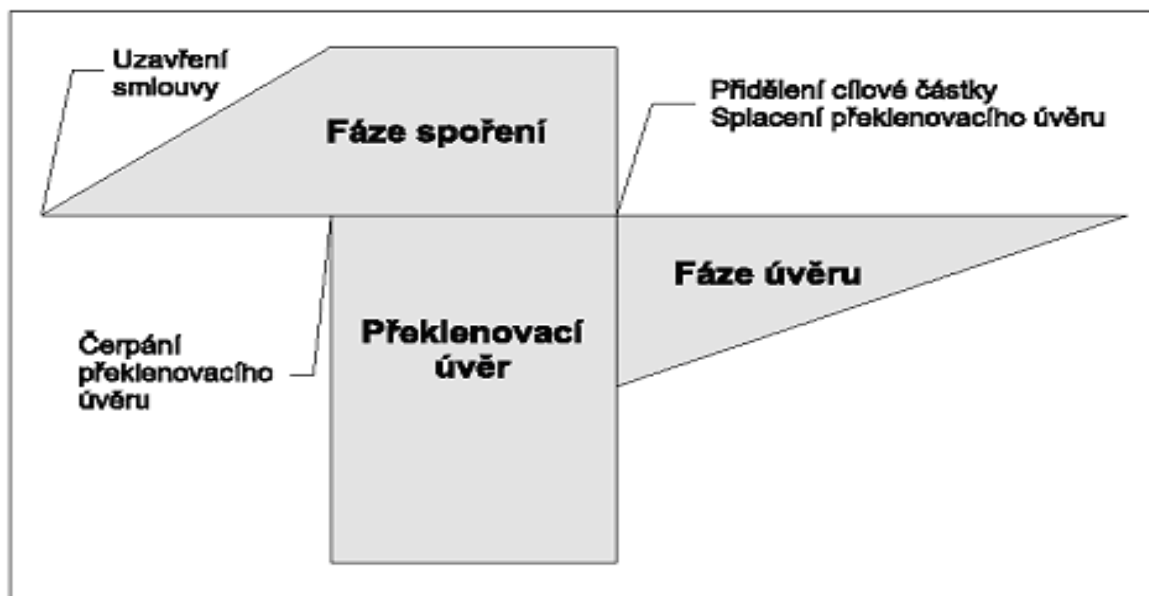 Uzavření
smlouvy
Fáze spoření
Přidělení cílové částky
Splacení překlenovacího úvěru
Fáze úvěru
Překlenovací
úvěr
Čerpání
překlenovacího
úvěru